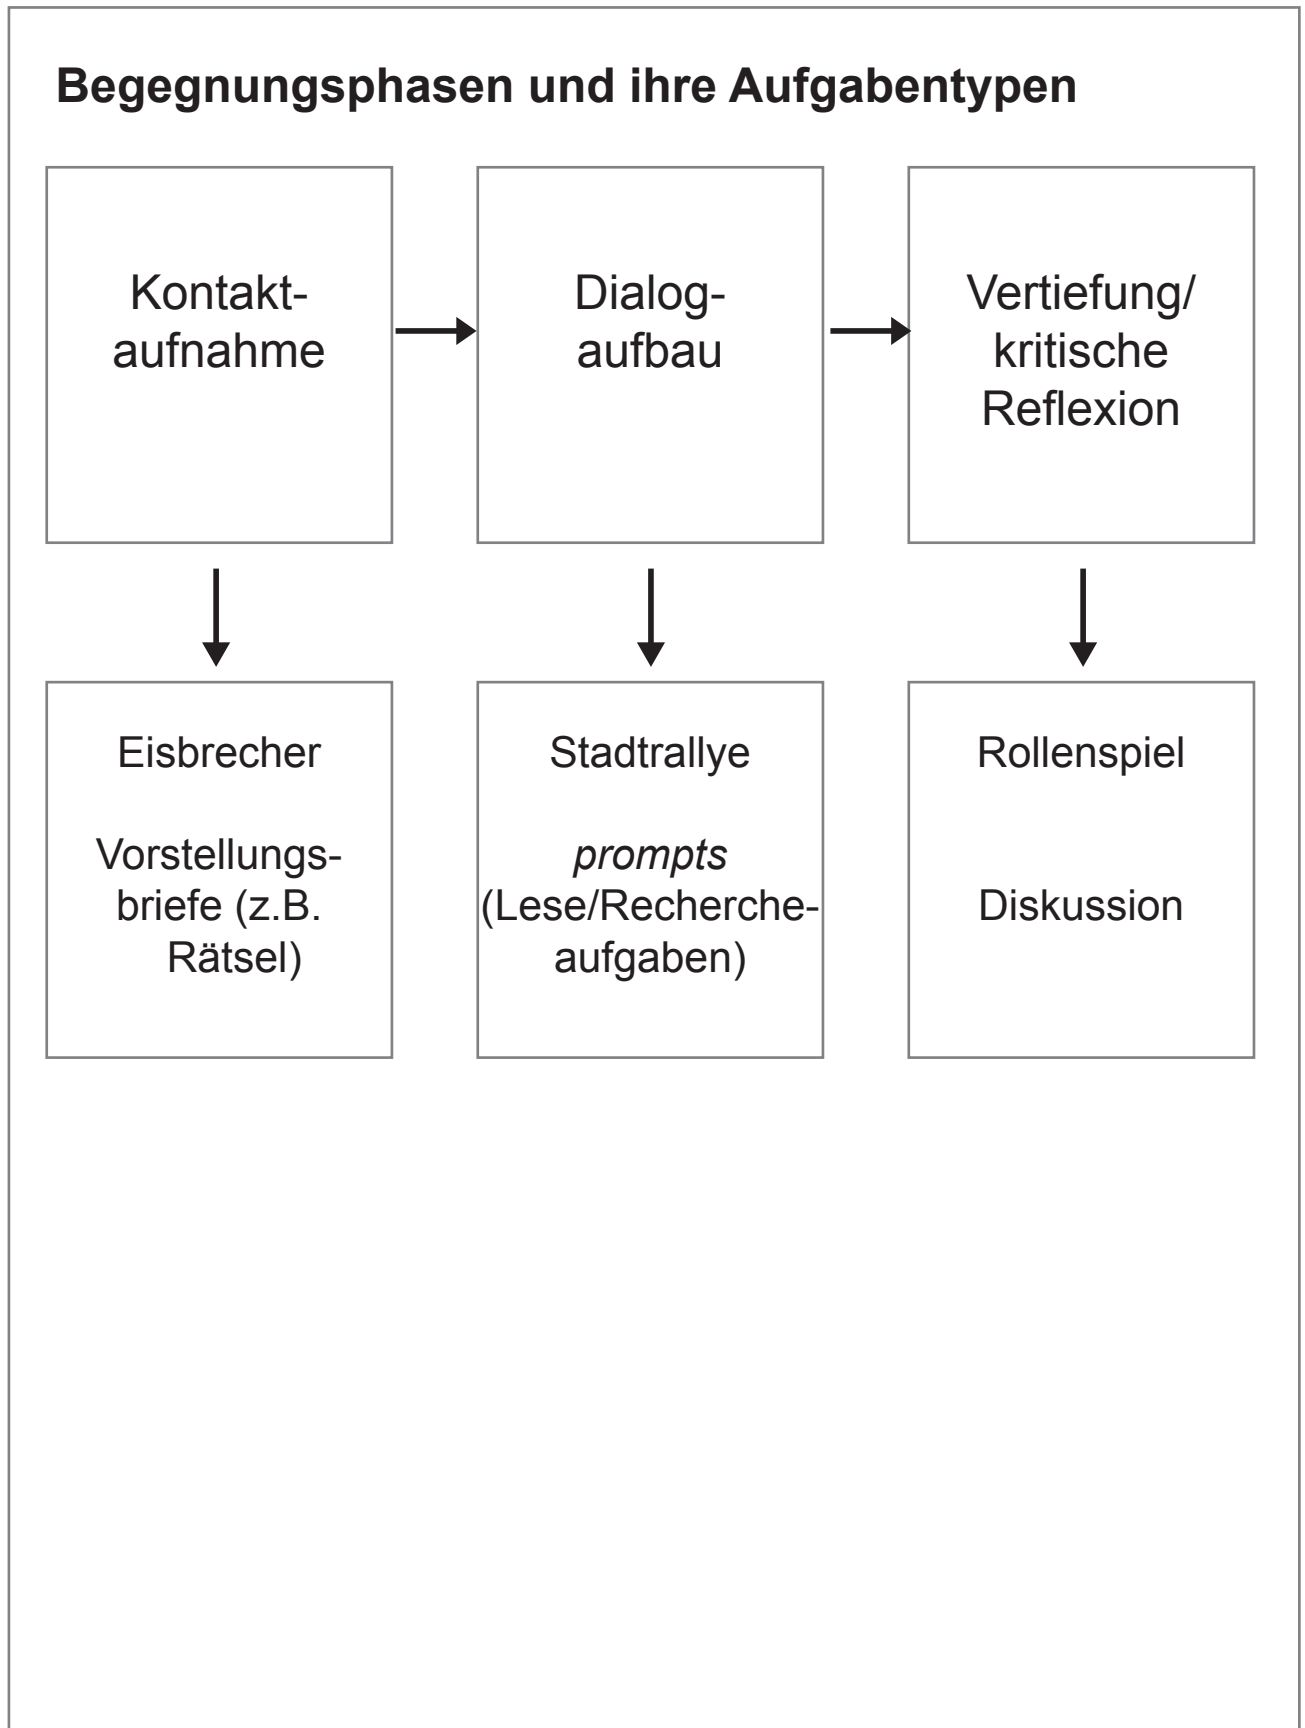 Begegnungsphasen und ihre Aufgabentypen
Kontakt-
aufnahme
Dialog-
aufbau
Vertiefung/
kritische
Reflexion
Eisbrecher
Vorstellungs-
briefe (z.B.
Rätsel)
Stadtrallye
prompts
(Lese/Recherche-
aufgaben)
Rollenspiel
Diskussion